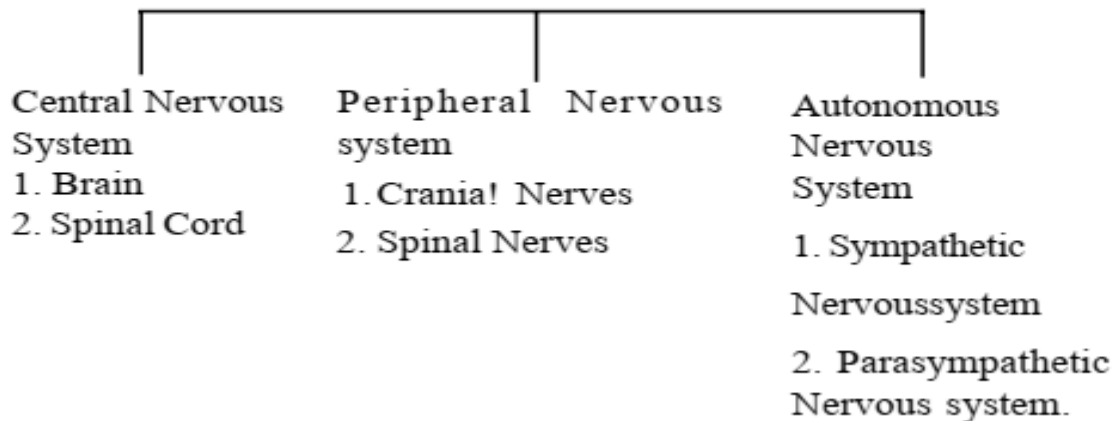 Central Nervous
System
1. Brain
2. Spinal Cord
Peripheral Nervous
system
1. Crania! Nerves
2. Spinal Nerves
Autonomous
Nervous
System
1. Sympathetic
Nervoussystem
2. Parasympathetic
Nervous system.